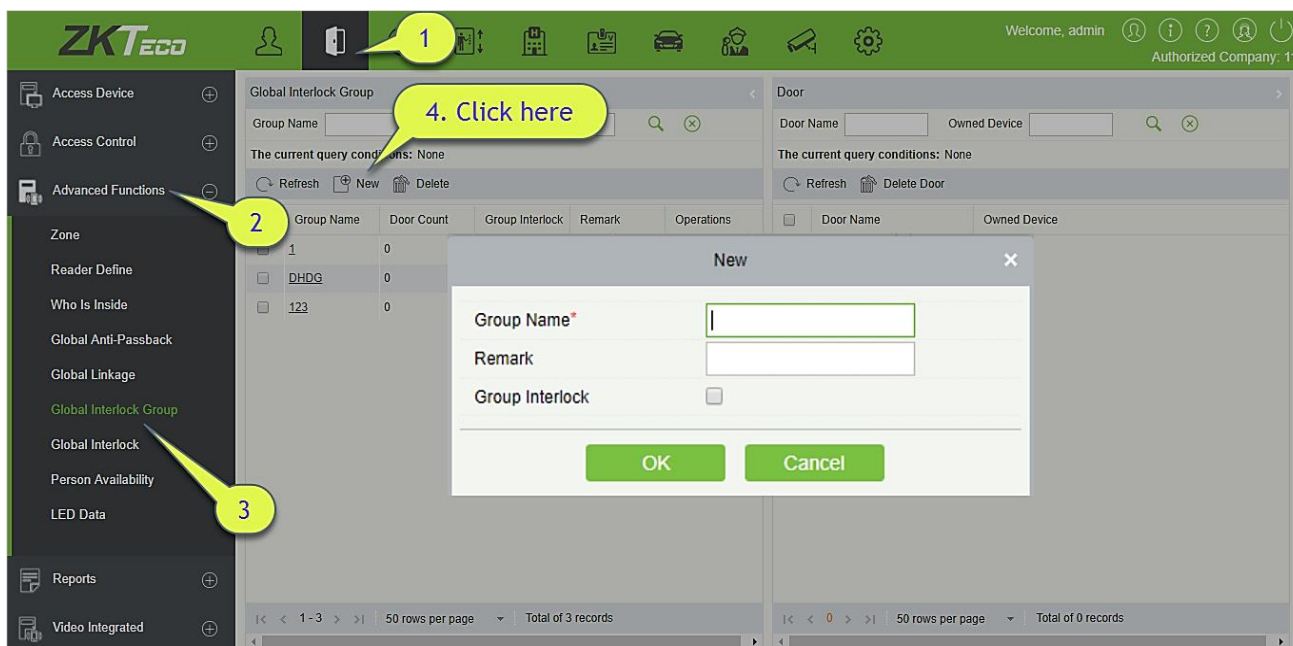 ZKTeco
1
Welcome, admin
Authorized Company: 1
Access Device
Access Control
Advanced Functions
2
Zone
Reader Define
Who Is Inside
Global Anti-Passback
Global Linkage
Global Interlock Group
Global Interlock
Person Availability
LED Data
3
Reports
Video Integrated
Global Interlock Group
Group Name
4. Click here
The current query conditions: None
Refresh New Delete
Group Name Door Count Group Interlock Remark Operations
1 0
DHDG 0
123 0
1-3 50 rows per page Total of 3 records
Door
Door Name Owned Device
The current query conditions: None
Refresh Delete Door
Door Name Owned Device
0 50 rows per page Total of 0 records
New
Group Name*
Remark
Group Interlock
OK Cancel